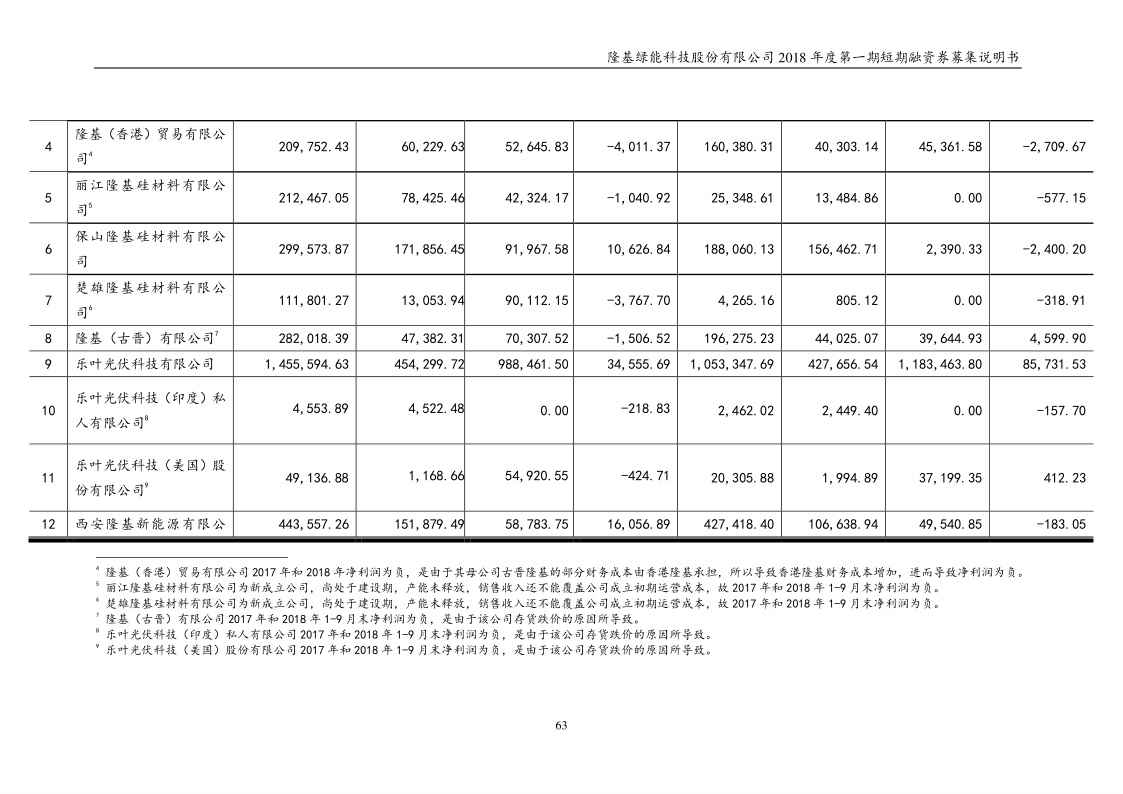 隆基绿能科技股份有限公司 2018 年度第一期短期融资券募集说明书
4 隆基（香港）贸易有限公 209,752.43 60,229.63 52,645.83 -4,011.37 160,380.31 40,303.14 45,361.58 -2,709.67
司4
5 丽江隆基硅材料有限公 212,467.05 78,425.46 42,324.17 -1,040.92 25,348.61 13,484.86 0.00 -577.15
司5
6 保山隆基硅材料有限公 299,573.87 171,856.45 91,967.58 10,626.84 188,060.13 156,462.71 2,390.33 -2,400.20
司
7 楚雄隆基硅材料有限公 111,801.27 13,053.94 90,112.15 -3,767.70 4,265.16 805.12 0.00 -318.91
司6
8 隆基（古晋）有限公司7 282,018.39 47,382.31 70,307.52 -1,506.52 196,275.23 44,025.07 39,644.93 4,599.90
9 乐叶光伏科技有限公司 1,455,594.63 454,299.72 988,461.50 34,555.69 1,053,347.69 427,656.54 1,183,463.80 85,731.53
10 乐叶光伏科技（印度）私 4,553.89 4,522.48 0.00 -218.83 2,462.02 2,449.40 0.00 -157.70
人有限公司8
11 乐叶光伏科技（美国）股 49,136.88 1,168.66 54,920.55 -424.71 20,305.88 1,994.89 37,199.35 412.23
份有限公司9
12 西安隆基新能源有限公 443,557.26 151,879.49 58,783.75 16,056.89 427,418.40 106,638.94 49,540.85 -183.05
4 隆基（香港）贸易有限公司 2017 年和 2018 年净利润为负，是由于其母公司古晋隆基的部分财务成本由香港隆基承担，所以导致香港隆基财务成本增加，进而导致净利润为负。
5 丽江隆基硅材料有限公司为新成立公司，尚处于建设期，产能未释放，销售收入还不能覆盖公司成立初期运营成本，故 2017 年和 2018 年 1-9 月末净利润为负。
6 楚雄隆基硅材料有限公司为新成立公司，尚处于建设期，产能未释放，销售收入还不能覆盖公司成立初期运营成本，故 2017 年和 2018 年 1-9 月末净利润为负。
7 隆基（古晋）有限公司 2017 年和 2018 年 1-9 月末净利润为负，是由于该公司存货跌价的原因所导致。
8 乐叶光伏科技（印度）私人有限公司 2017 年和 2018 年 1-9 月末净利润为负，是由于该公司存货跌价的原因所导致。
9 乐叶光伏科技（美国）股份有限公司 2017 年和 2018 年 1-9 月末净利润为负，是由于该公司存货跌价的原因所导致。
63